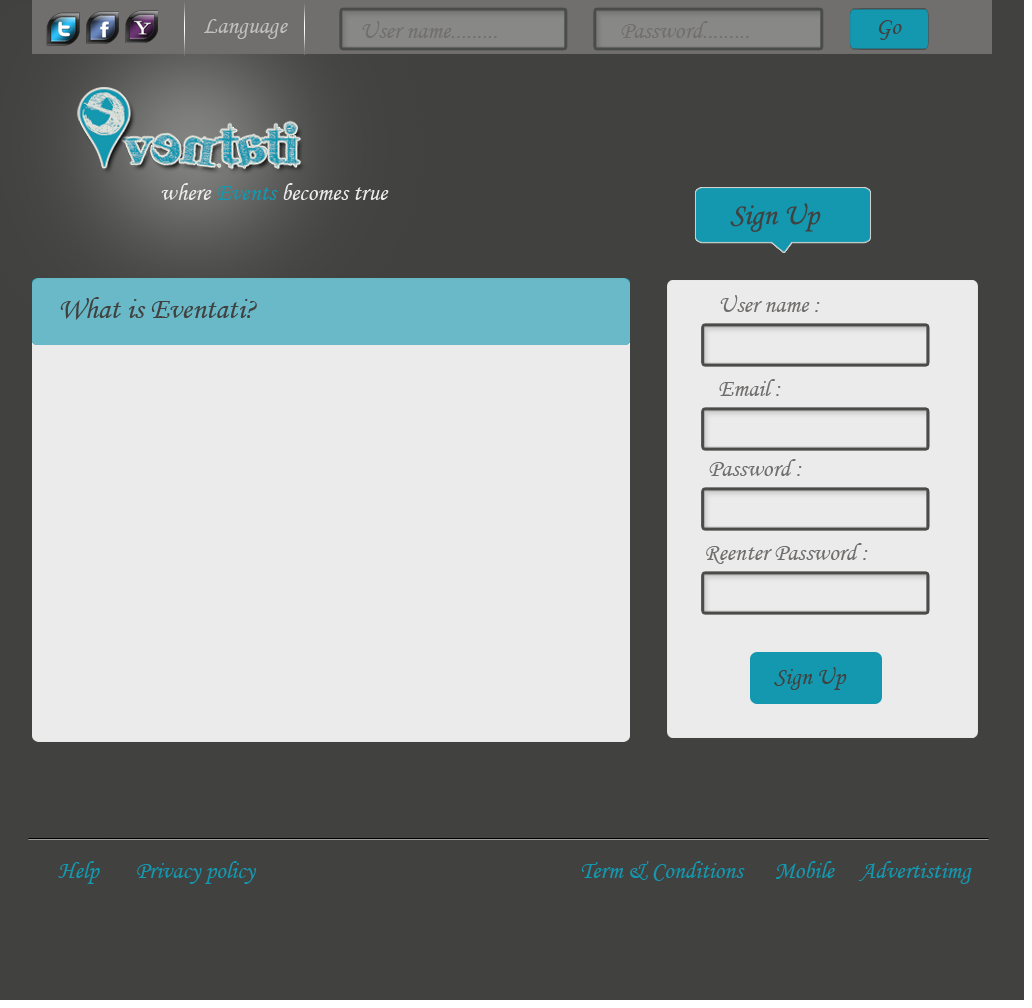 Language
User name.........
Password.........
Go
eventati
where Events becomes true
Sign Up
What is Eventati?
User name :
Email :
Password :
Reenter Password :
Sign Up
Help
Privacy policy
Term & Conditions
Mobile
Advertistimg